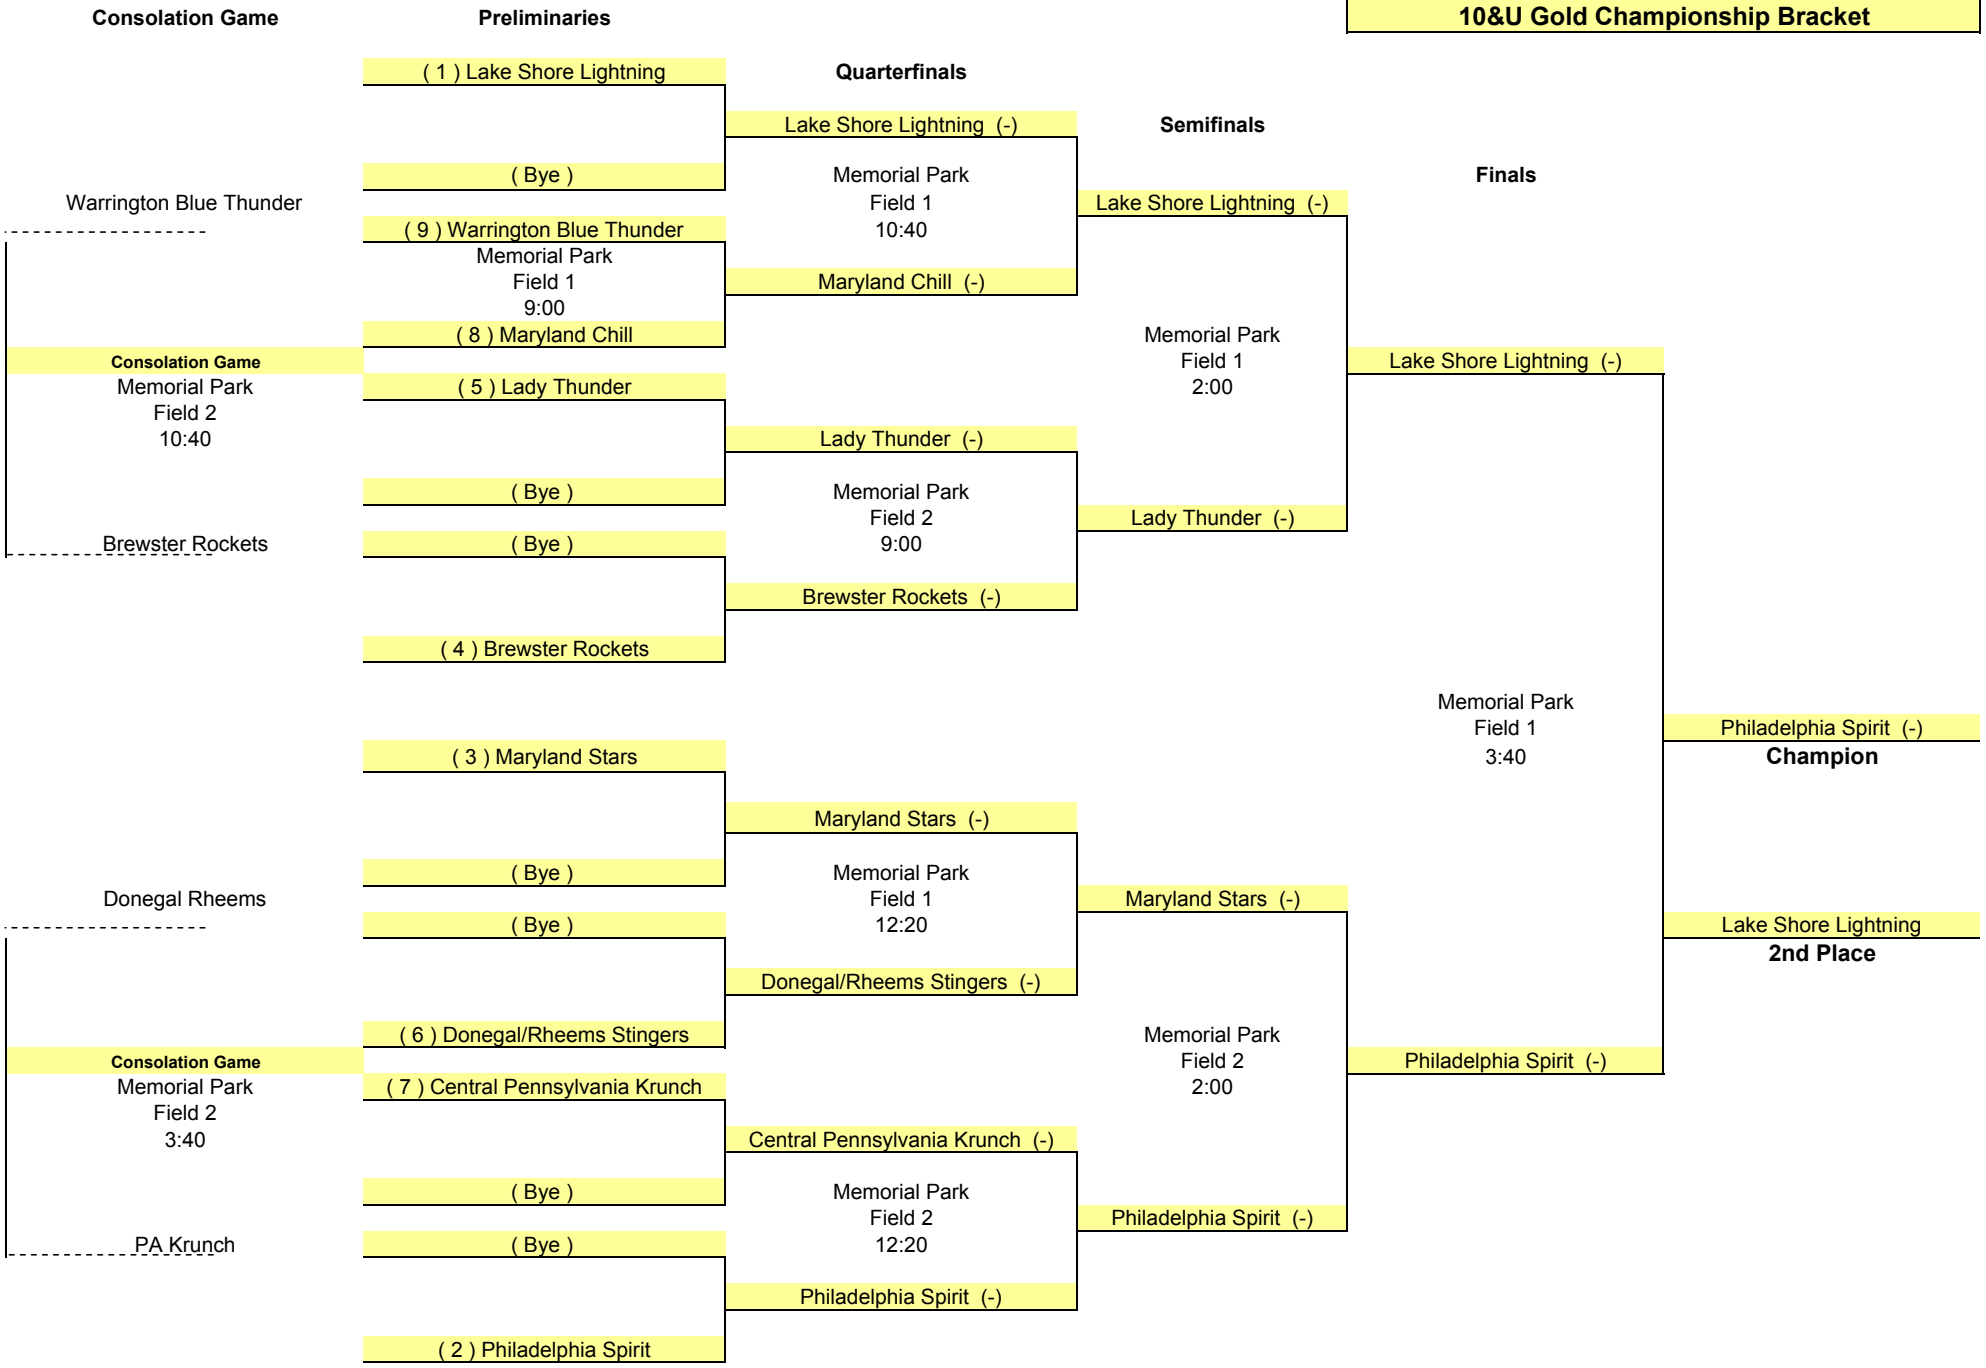 Consolation Game
Preliminaries
10&U Gold Championship Bracket
( 1 ) Lake Shore Lightning
Quarterfinals
Lake Shore Lightning (-)
Semifinals
( Bye )
Memorial Park
Finals
Warrington Blue Thunder
Field 1
Lake Shore Lightning (-)
( 9 ) Warrington Blue Thunder
10:40
Memorial Park
Field 1
Maryland Chill (-)
9:00
( 8 ) Maryland Chill
Memorial Park
Consolation Game
Field 1
Lake Shore Lightning (-)
Memorial Park
( 5 ) Lady Thunder
2:00
Field 2
10:40
Lady Thunder (-)
( Bye )
Memorial Park
Field 2
Lady Thunder (-)
Brewster Rockets
( Bye )
9:00
Brewster Rockets (-)
( 4 ) Brewster Rockets
Memorial Park
Field 1
Philadelphia Spirit (-)
( 3 ) Maryland Stars
3:40
Champion
Maryland Stars (-)
( Bye )
Memorial Park
Donegal Rheems
Field 1
Maryland Stars (-)
( Bye )
12:20
Lake Shore Lightning
2nd Place
Donegal/Rheems Stingers (-)
( 6 ) Donegal/Rheems Stingers
Memorial Park
Consolation Game
Field 2
Philadelphia Spirit (-)
Memorial Park
( 7 ) Central Pennsylvania Krunch
2:00
Field 2
3:40
Central Pennsylvania Krunch (-)
( Bye )
Memorial Park
Field 2
Philadelphia Spirit (-)
PA Krunch
( Bye )
12:20
Philadelphia Spirit (-)
( 2 ) Philadelphia Spirit